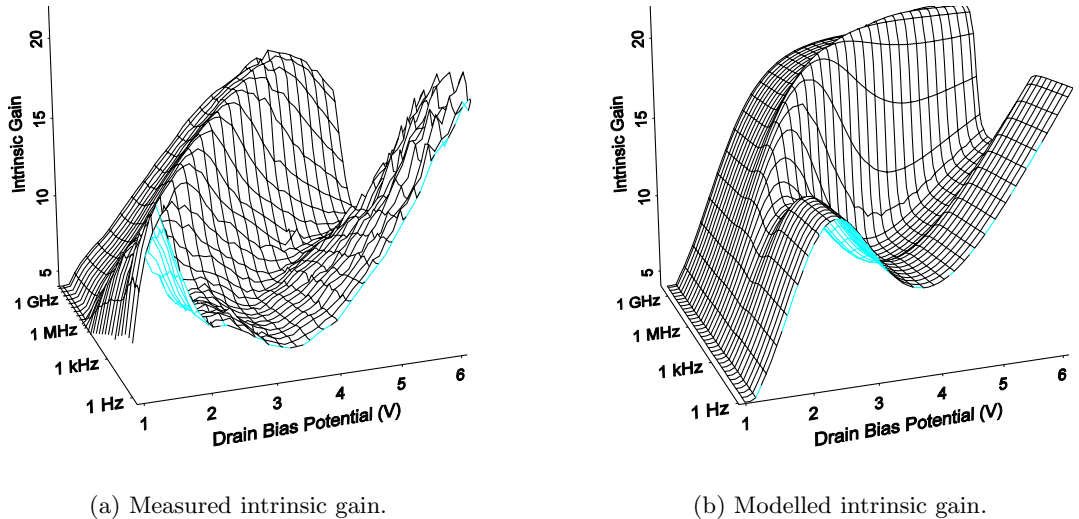 20
15
10
5
Intrinsic Gain
1 GHz
1 MHz
1 kHz
1 Hz
1
2
3
4
5
6
Drain Bias Potential (V)
(a) Measured intrinsic gain.
20
15
10
5
Intrinsic Gain
1 GHz
1 MHz
1 kHz
1 Hz
1
2
3
4
5
6
Drain Bias Potential (V)
(b) Modelled intrinsic gain.